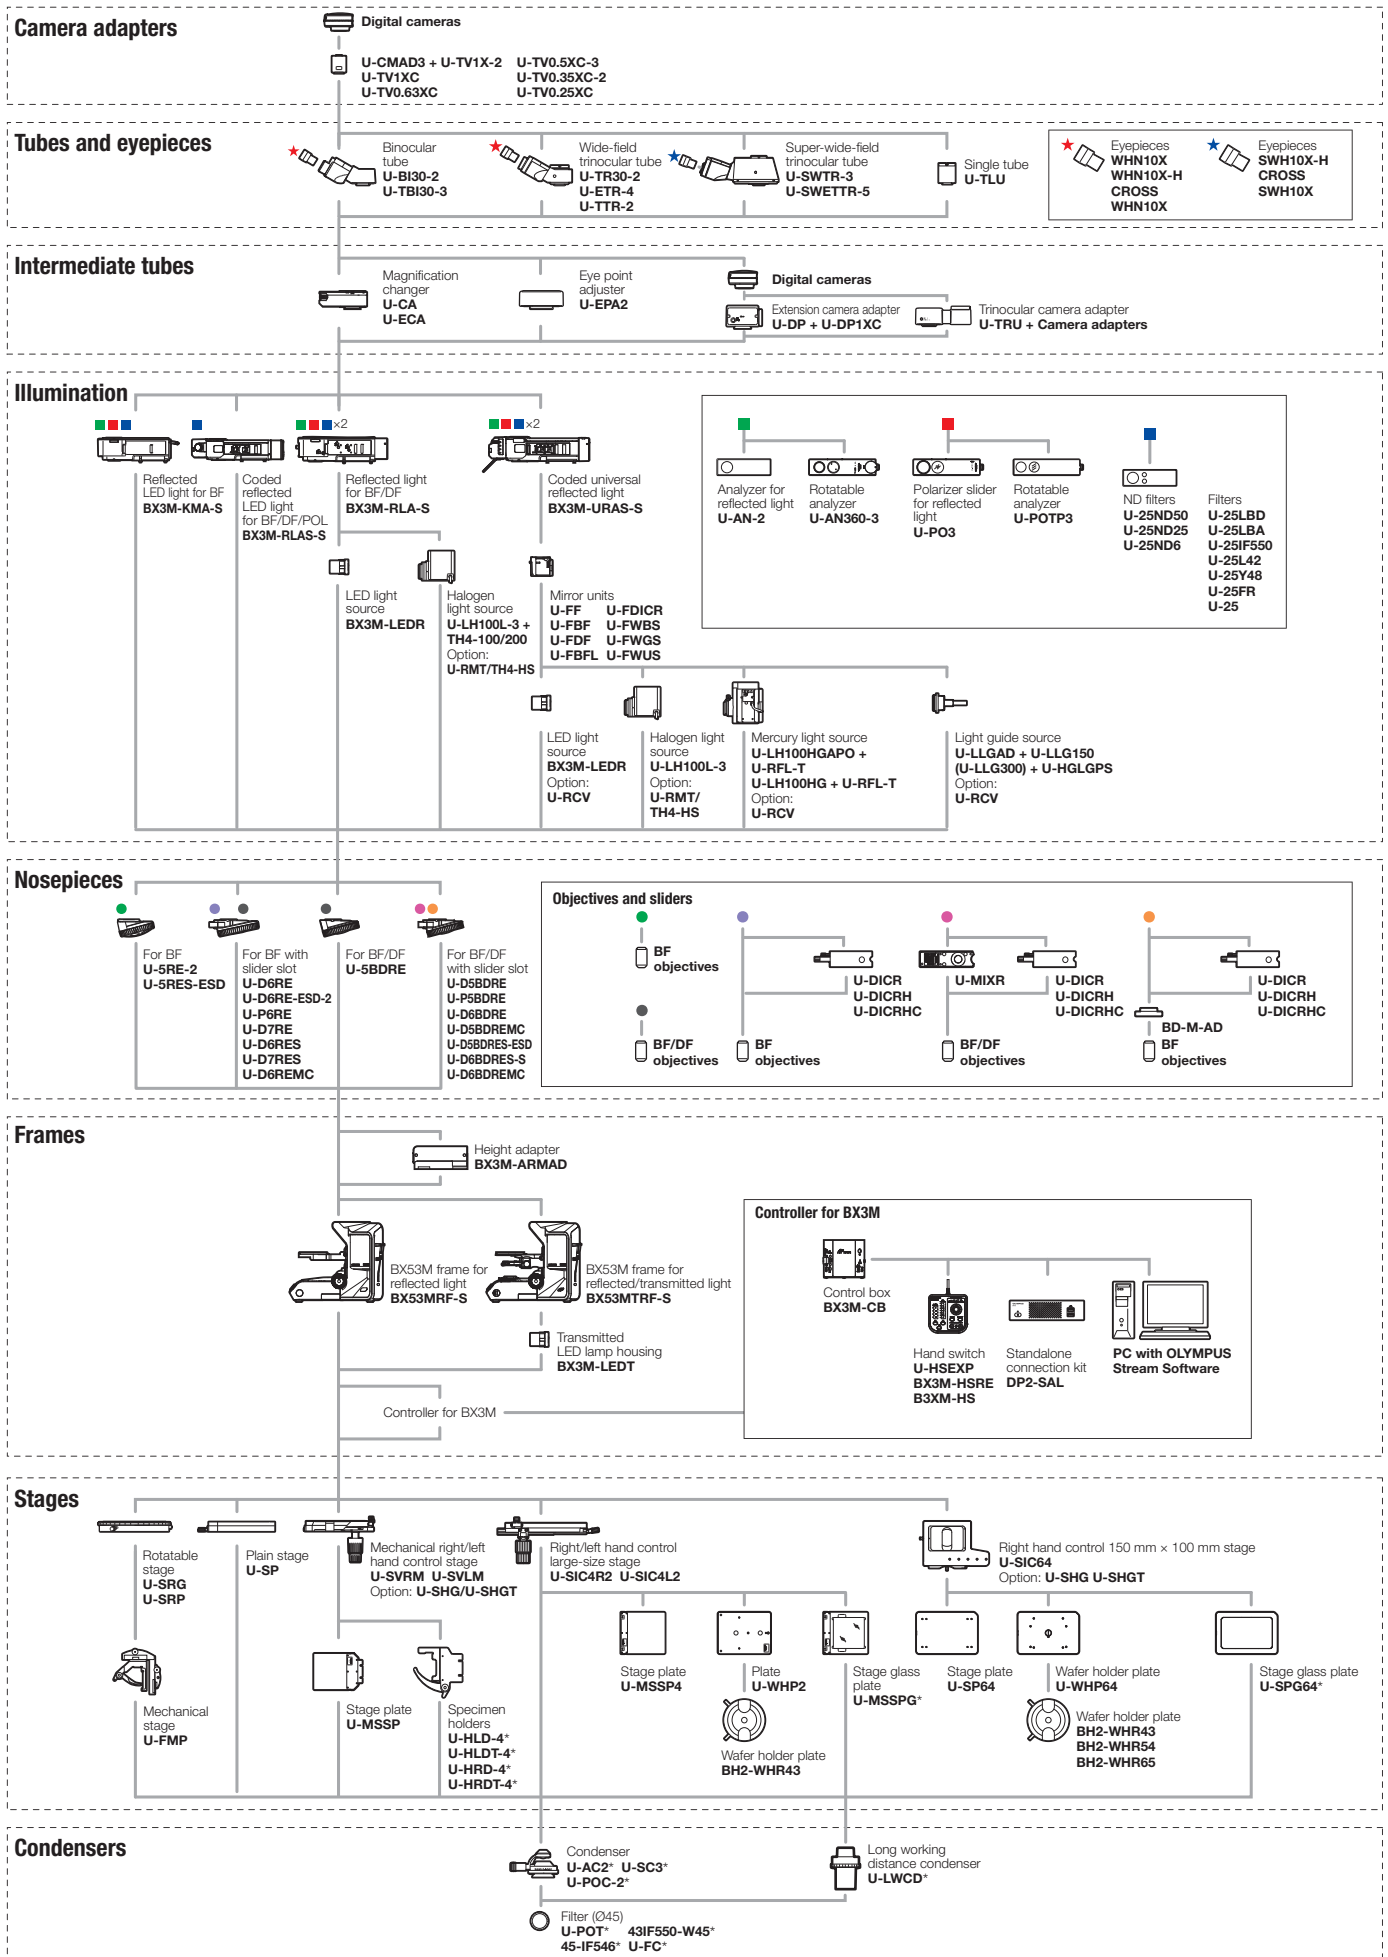 Camera adapters
Digital cameras
U-CMAD3 + U-TV1X-2
U-TV1XC
U-TV0.63XC
U-TV0.5XC-3
U-TV0.35XC-2
U-TV0.25XC
Tubes and eyepieces
Binocular
tube
U-BI30-2
U-TBI30-3
Wide-field
trinocular tube
U-TR30-2
U-ETR-4
U-TTR-2
Super-wide-field
trinocular tube
U-SWTR-3
U-SWETTR-5
Single tube
U-TLU
Eyepieces
WHN10X
WHN10X-H
CROSS
WHN10X
Eyepieces
SWH10X-H
CROSS
SWH10X
Intermediate tubes
Magnification
changer
U-CA
U-ECA
Eye point
adjuster
U-EPA2
Digital cameras
Extension camera adapter
U-DP + U-DP1XC
Trinocular camera adapter
U-TRU + Camera adapters
Illumination
×2
×2
Reflected
LED light for BF
BX3M-KMA-S
Coded
reflected
LED light
for BF/DF/POL
BX3M-RLAS-S
Reflected light
for BF/DF
BX3M-RLA-S
Coded universal
reflected light
BX3M-URAS-S
LED light
source
BX3M-LEDR
Halogen
light source
U-LH100L-3 +
TH4-100/200
Option:
U-RMT/TH4-HS
Mirror units
U-FF U-FDICR
U-FBF U-FWBS
U-FDF U-FWGS
U-FBFL U-FWUS
Analyzer for
reflected light
U-AN-2
Rotatable
analyzer
U-AN360-3
Polarizer slider
for reflected
light
U-PO3
Rotatable
analyzer
U-POTP3
ND filters
U-25ND50
U-25ND25
U-25ND6
Filters
U-25LBD
U-25LBA
U-25IF550
U-25L42
U-25Y48
U-25FR
U-25
LED light
source
BX3M-LEDR
Option:
U-RCV
Halogen light
source
U-LH100L-3
Option:
U-RMT/
TH4-HS
Mercury light source
U-LH100HGAPO +
U-RFL-T
U-LH100HG + U-RFL-T
Option:
U-RCV
Light guide source
U-LLGAD + U-LLG150
(U-LLG300) + U-HGLGPS
Option:
U-RCV
Nosepieces
For BF
U-5RE-2
U-5RES-ESD
For BF with
slider slot
U-D6RE
U-D6RE-ESD-2
U-P6RE
U-D7RE
U-D6RES
U-D7RES
U-D6REMC
For BF/DF
U-5BDRE
For BF/DF
with slider slot
U-D5BDRE
U-P5BDRE
U-D6BDRE
U-D5BDREMC
U-D5BDRES-ESD
U-D6BDRES-S
U-D6BDREMC
Objectives and sliders
BF
objectives
BF/DF
objectives
U-DICR
U-DICRH
U-DICRHC
BF
objectives
U-MIXR
U-DICR
U-DICRH
U-DICRHC
BF/DF
objectives
U-DICR
U-DICRH
U-DICRHC
BD-M-AD
BF
objectives
Frames
Height adapter
BX3M-ARMAD
BX53M frame for
reflected light
BX53MRF-S
BX53M frame for
reflected/transmitted light
BX53MTRF-S
Transmitted
LED lamp housing
BX3M-LEDT
Controller for BX3M
Controller for BX3M
Control box
BX3M-CB
Hand switch
U-HSEXP
BX3M-HSRE
B3XM-HS
Standalone
connection kit
DP2-SAL
PC with OLYMPUS
Stream Software
Stages
Rotatable
stage
U-SRG
U-SRP
Plain stage
U-SP
Mechanical right/left
hand control stage
U-SVRM U-SVLM
Option: U-SHG/U-SHGT
Right/left hand control
large-size stage
U-SIC4R2 U-SIC4L2
Right hand control 150 mm × 100 mm stage
U-SIC64
Option: U-SHG U-SHGT
Mechanical
stage
U-FMP
Stage plate
U-MSSP
Specimen
holders
U-HLD-4*
U-HLDT-4*
U-HRD-4*
U-HRDT-4*
Stage plate
U-MSSP4
Plate
U-WHP2
Wafer holder plate
BH2-WHR43
Stage glass
plate
U-MSSPG*
Stage plate
U-SP64
Wafer holder plate
U-WHP64
Wafer holder plate
BH2-WHR43
BH2-WHR54
BH2-WHR65
Stage glass plate
U-SPG64*
Condensers
Condenser
U-AC2* U-SC3*
U-POC-2*
Long working
distance condenser
U-LWCD*
Filter (Ø45)
U-POT* 43IF550-W45*
45-IF546* U-FC*